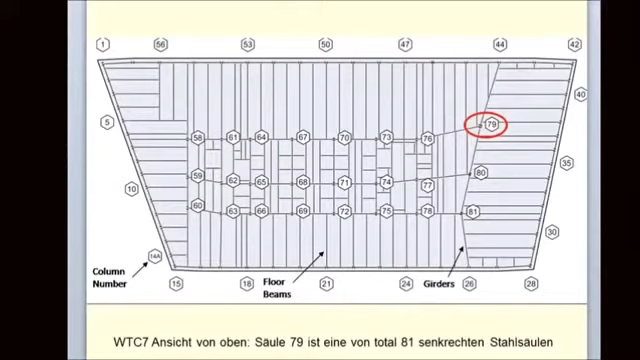 1 56 53 50 47 44 42
40
5 79
58 61 64 67 70 73 76
35
59 62 65 68 71 74 77 80
10
60 63 66 69 72 75 78 81
30
14A
Column
Number
Floor
Beams
Girders
15 18 21 24 26 28
WTC7 Ansicht von oben: Säule 79 ist eine von total 81 senkrechten Stahlsäulen